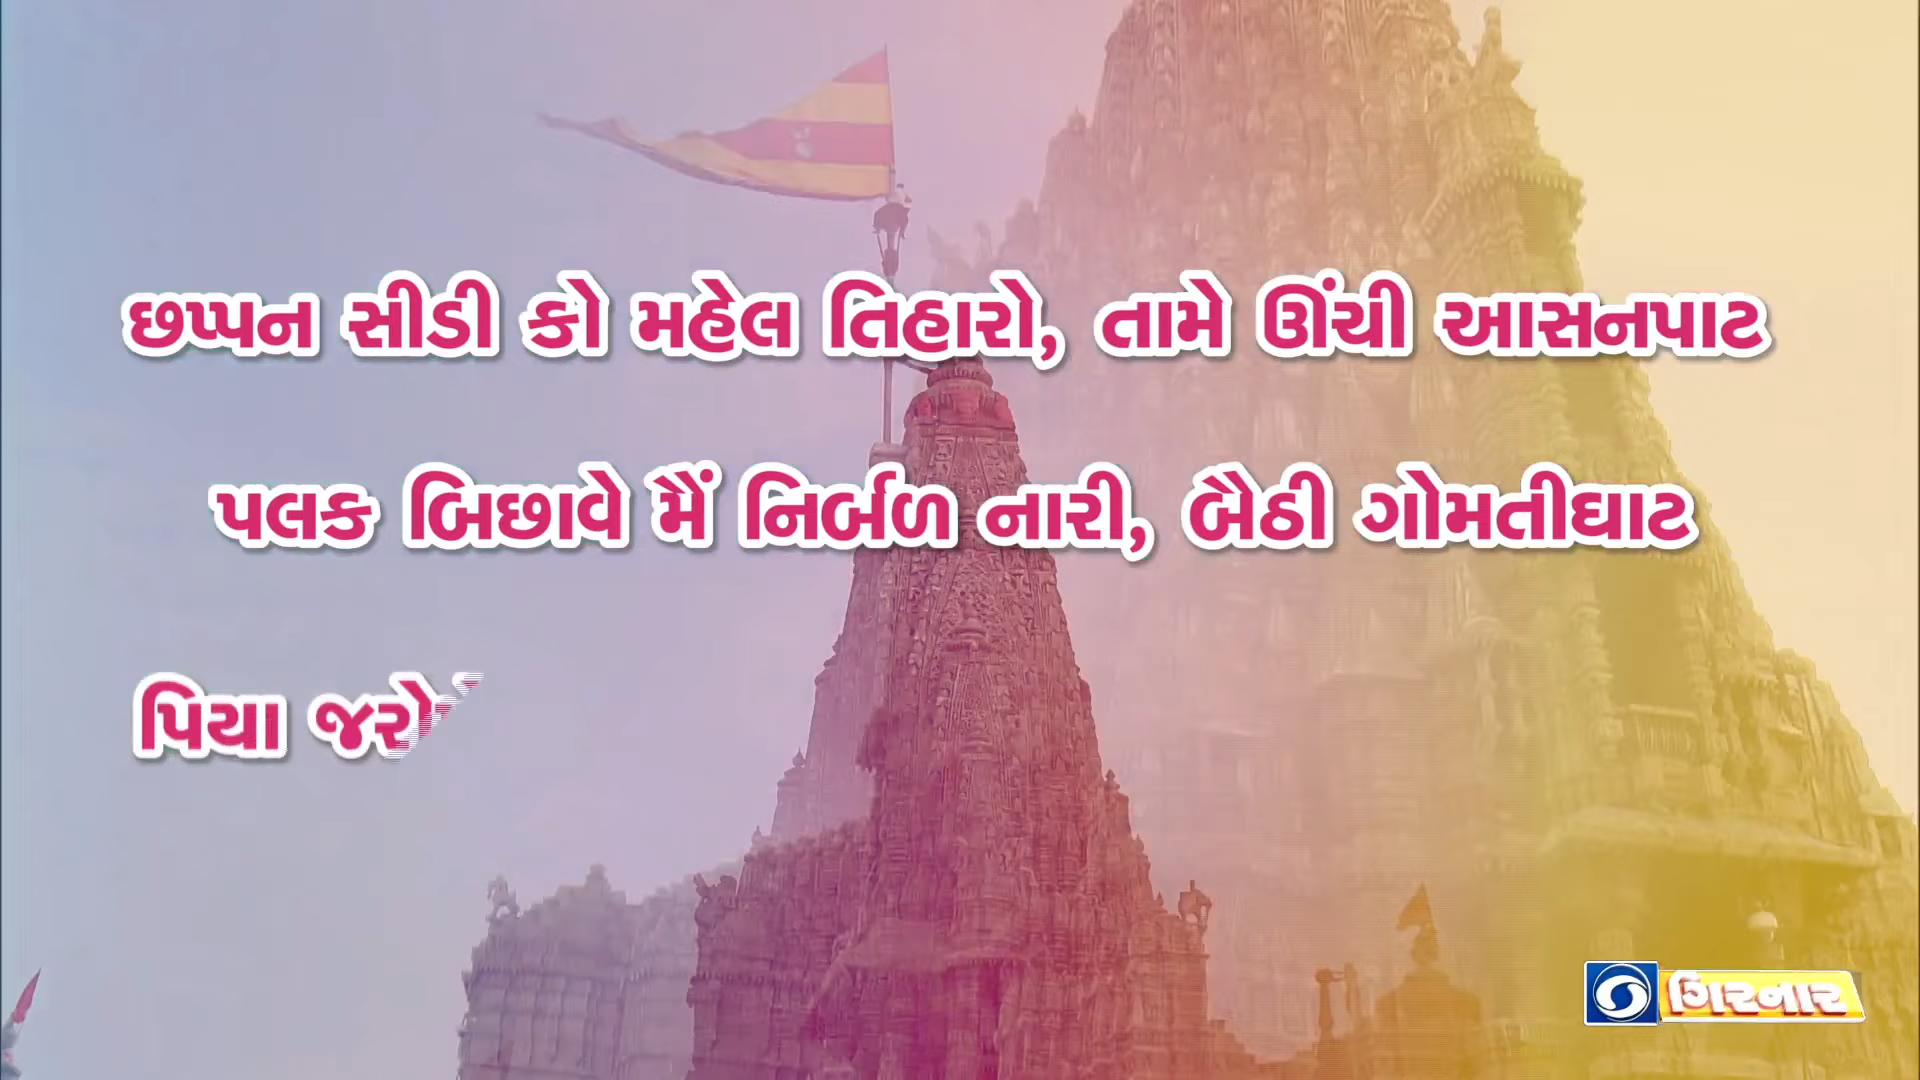 છપ્પન સીડી કો મહેલ તિહારો, તામે ઊંચી આસનપાટ
પલક બિછાવે મૈં નિર્બળ નારી, બૈઠી ગોમતીઘાટ
પિયા
ગિરનાર